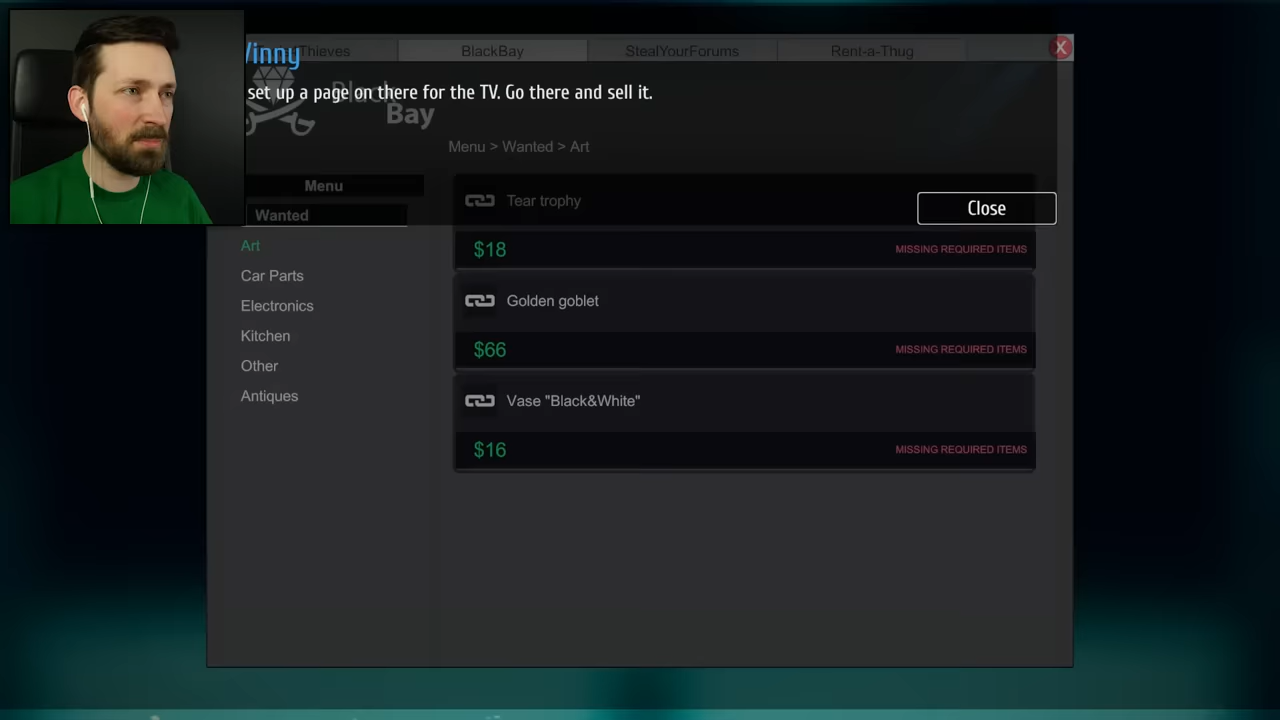 Vinny
set up a page on there for the TV. Go there and sell it.
Close
Thieves
BlackBay
StealYourForums
Rent-a-Thug
X
Black
Bay
Menu > Wanted > Art
Menu
Wanted
Art
Car Parts
Electronics
Kitchen
Other
Antiques
Tear trophy
$18
MISSING REQUIRED ITEMS
Golden goblet
$66
MISSING REQUIRED ITEMS
Vase "Black&White"
$16
MISSING REQUIRED ITEMS